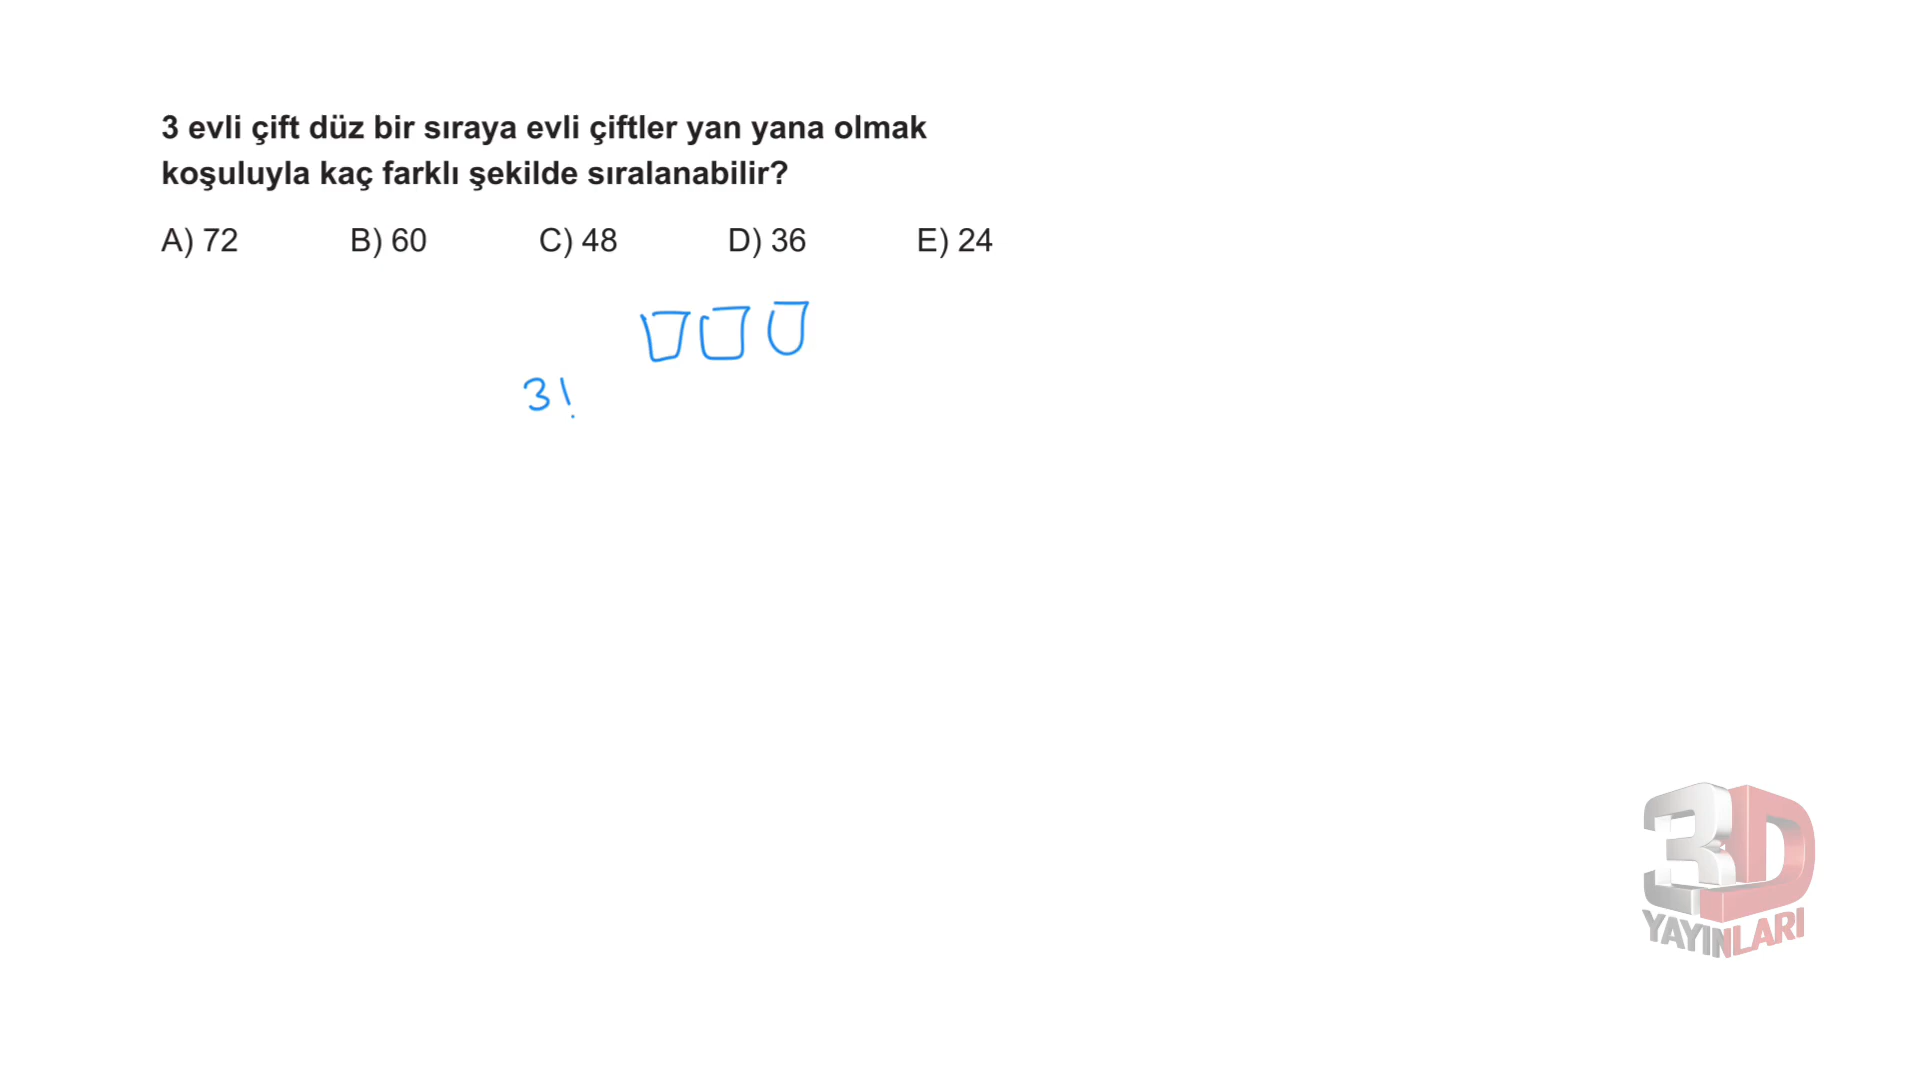 3 evli çift düz bir sıraya evli çiftler yan yana olmak
koşuluyla kaç farklı şekilde sıralanabilir?
A) 72 B) 60 C) 48 D) 36 E) 24
3!
3D
YAYINLARI